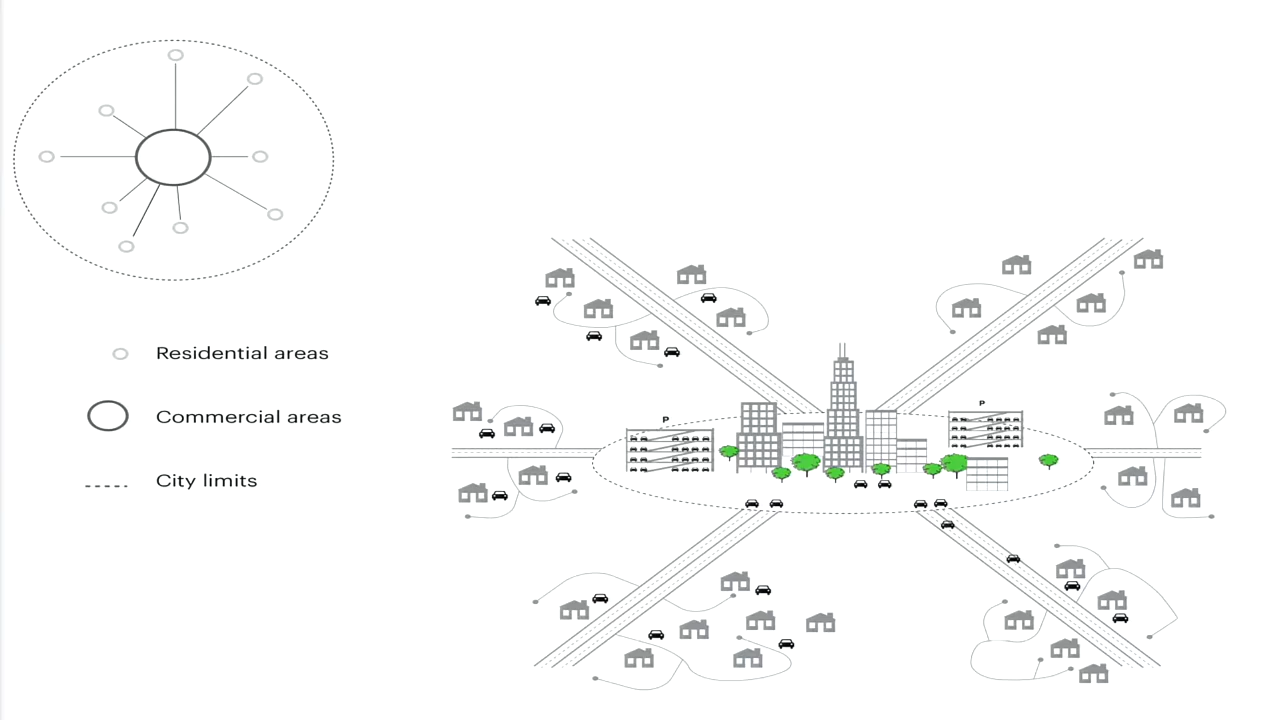 Residential areas
Commercial areas
City limits
P
P